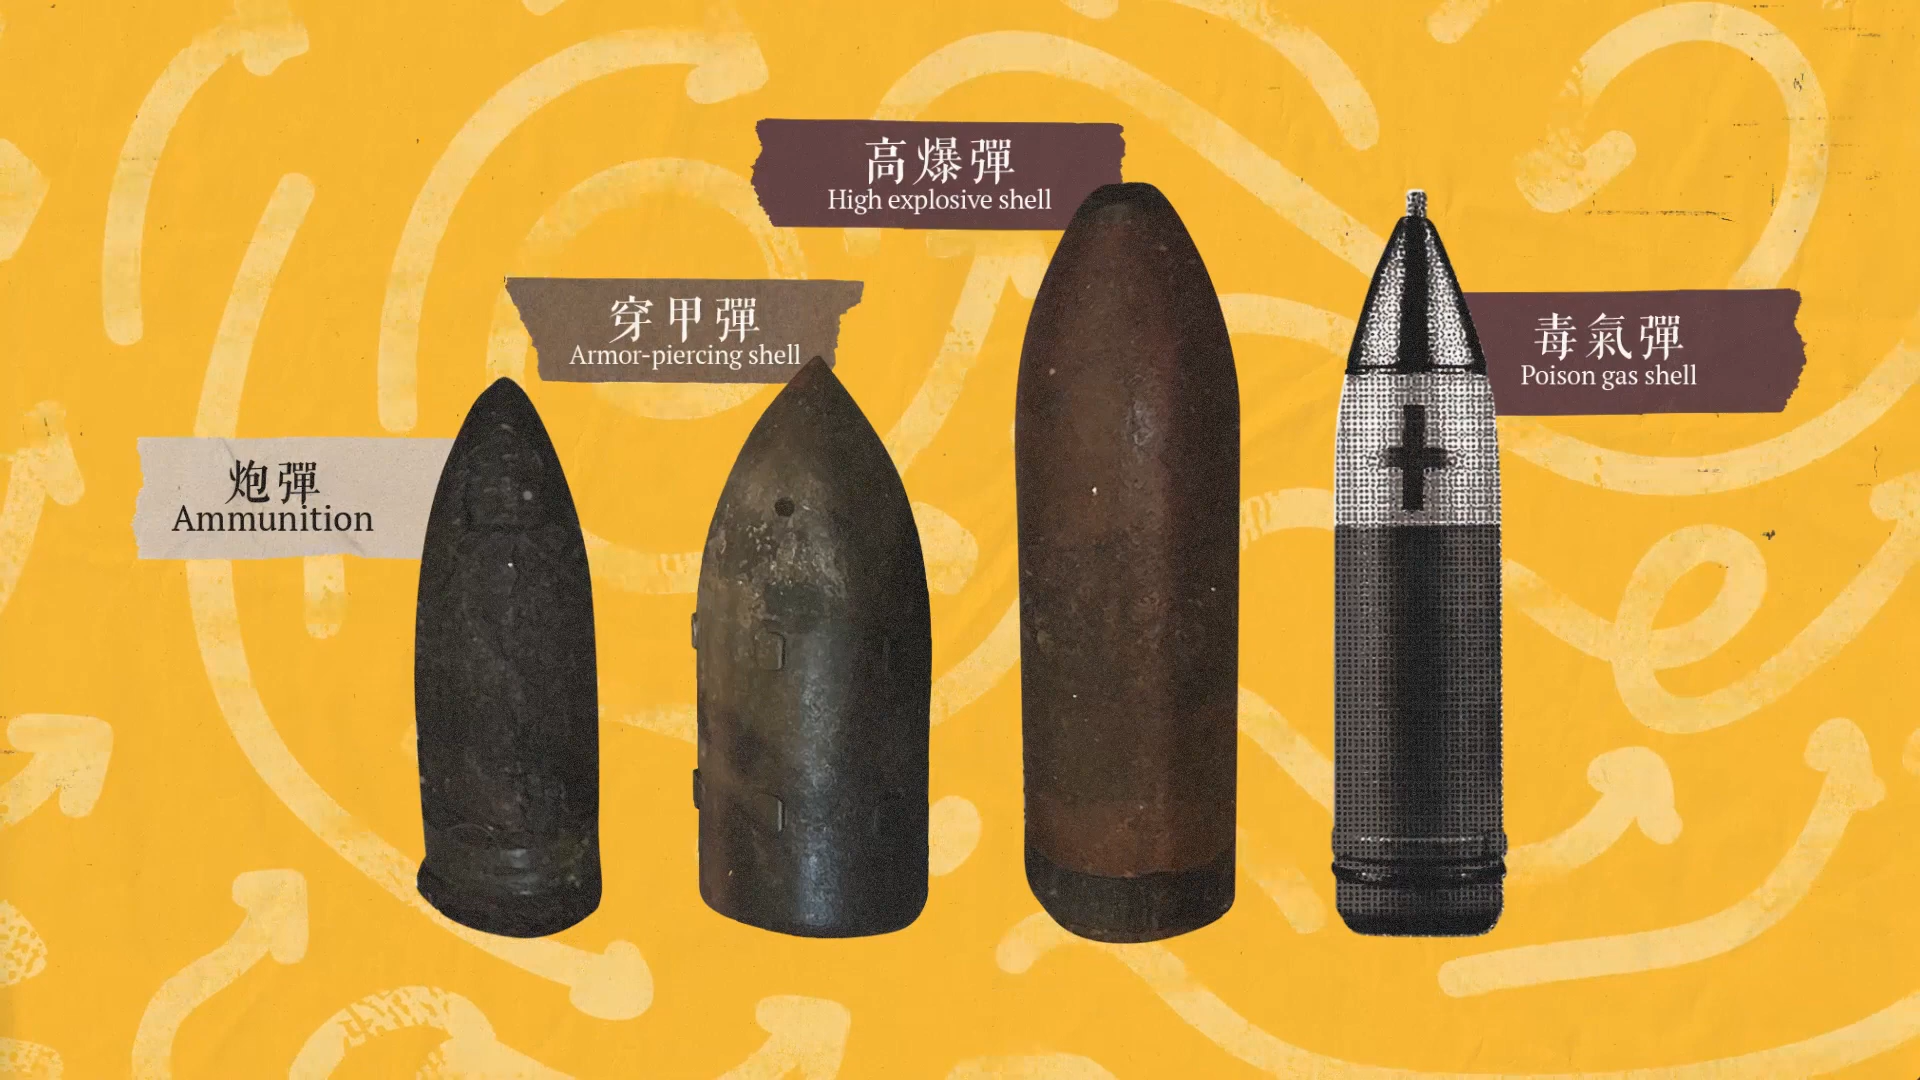 高爆彈
High explosive shell
穿甲彈
Armor-piercing shell
毒氣彈
Poison gas shell
炮彈
Ammunition